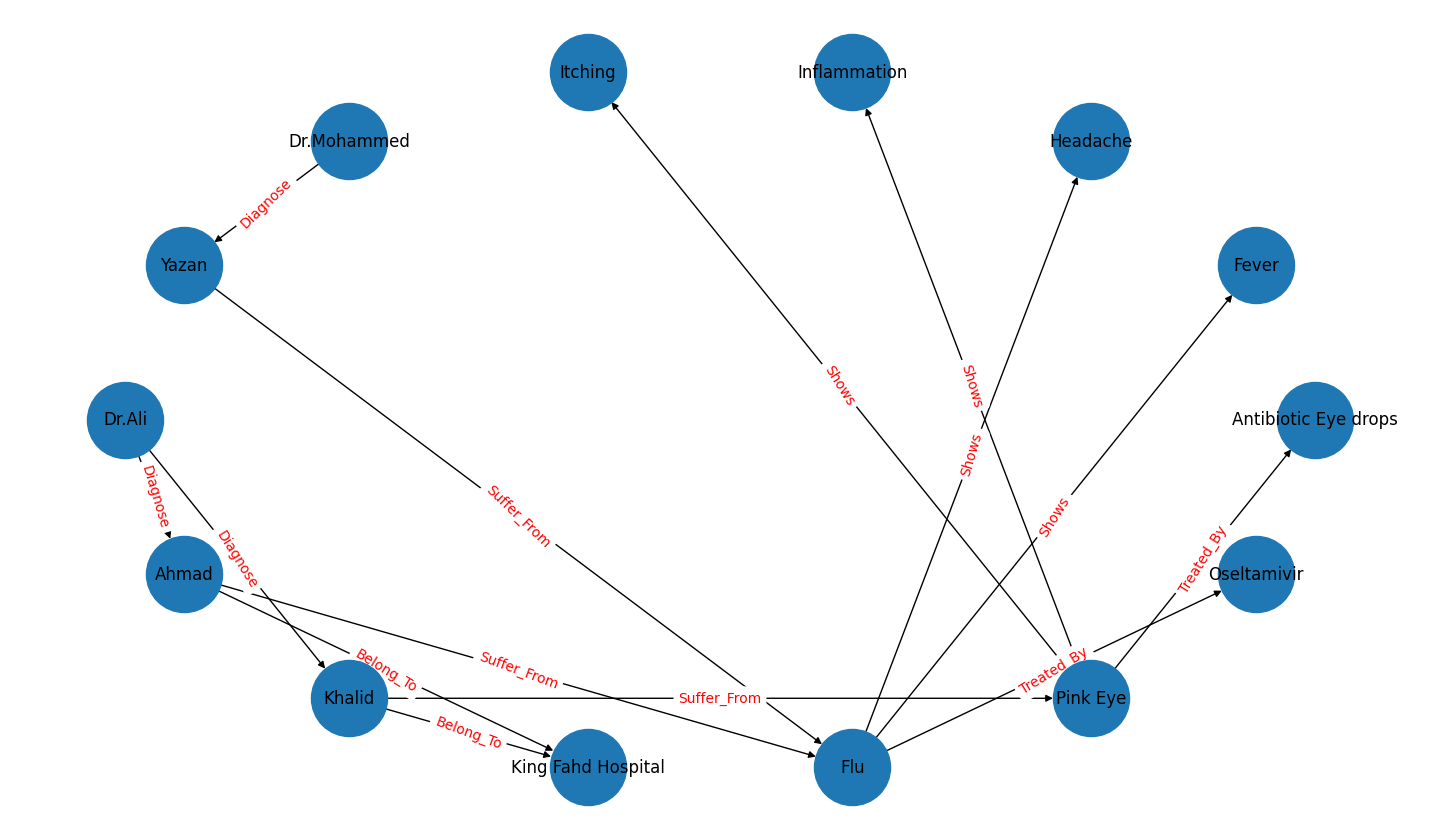 Itching
Inflammation
Dr.Mohammed
Headache
Diagnose
Yazan
Fever
Shows
Shows
Dr.Ali
Antibiotic Eye drops
Shows
Diagnose
Suffer_From
Shows
Diagnose
Treated_By
Ahmad
Oseltamivir
Belong_To
Suffer_From
Treated_By
Khalid
Suffer_From
Pink Eye
Belong_To
King Fahd Hospital
Flu